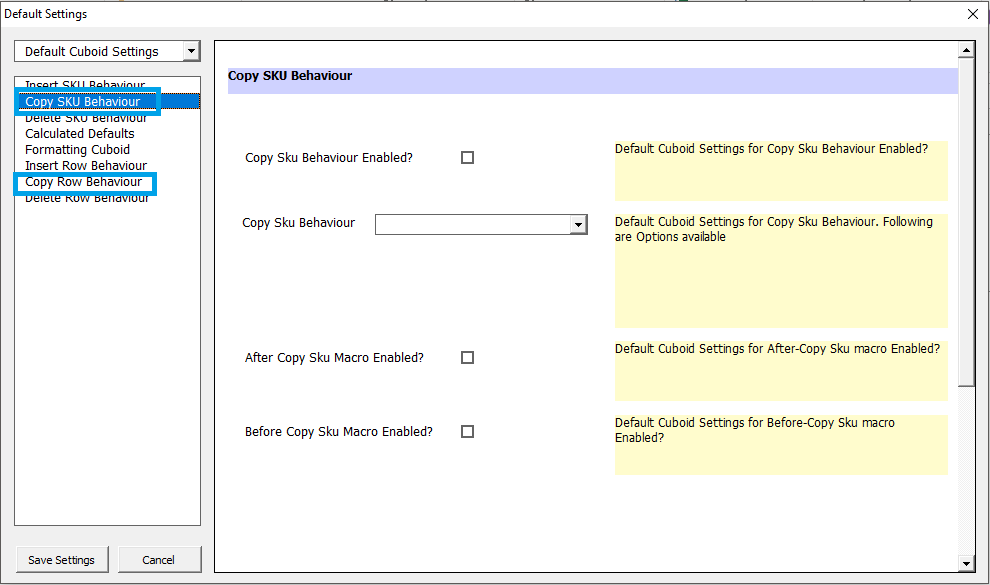 Default Settings
Default Cuboid Settings
Insert SKU Behaviour
Copy SKU Behaviour
Delete SKU Behaviour
Calculated Defaults
Formatting Cuboid
Insert Row Behaviour
Copy Row Behaviour
Delete Row Behaviour
Save Settings
Cancel
Copy SKU Behaviour
Copy Sku Behaviour Enabled?
Default Cuboid Settings for Copy Sku Behaviour Enabled?
Copy Sku Behaviour
Default Cuboid Settings for Copy Sku Behaviour. Following
are Options available
After Copy Sku Macro Enabled?
Default Cuboid Settings for After-Copy Sku macro Enabled?
Before Copy Sku Macro Enabled?
Default Cuboid Settings for Before-Copy Sku macro
Enabled?